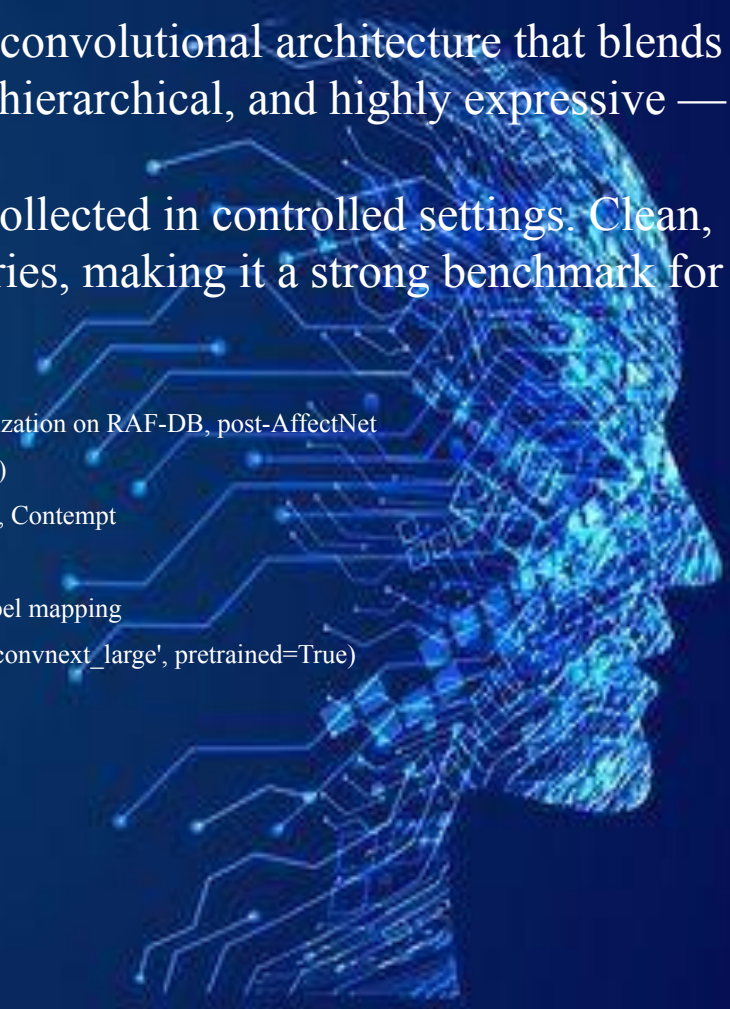 convolutional architecture that blends
hierarchical, and highly expressive —
ollected in controlled settings. Clean,
ries, making it a strong benchmark for
zation on RAF-DB, post-AffectNet
)
, Contempt
pel mapping
convnext_large', pretrained=True)